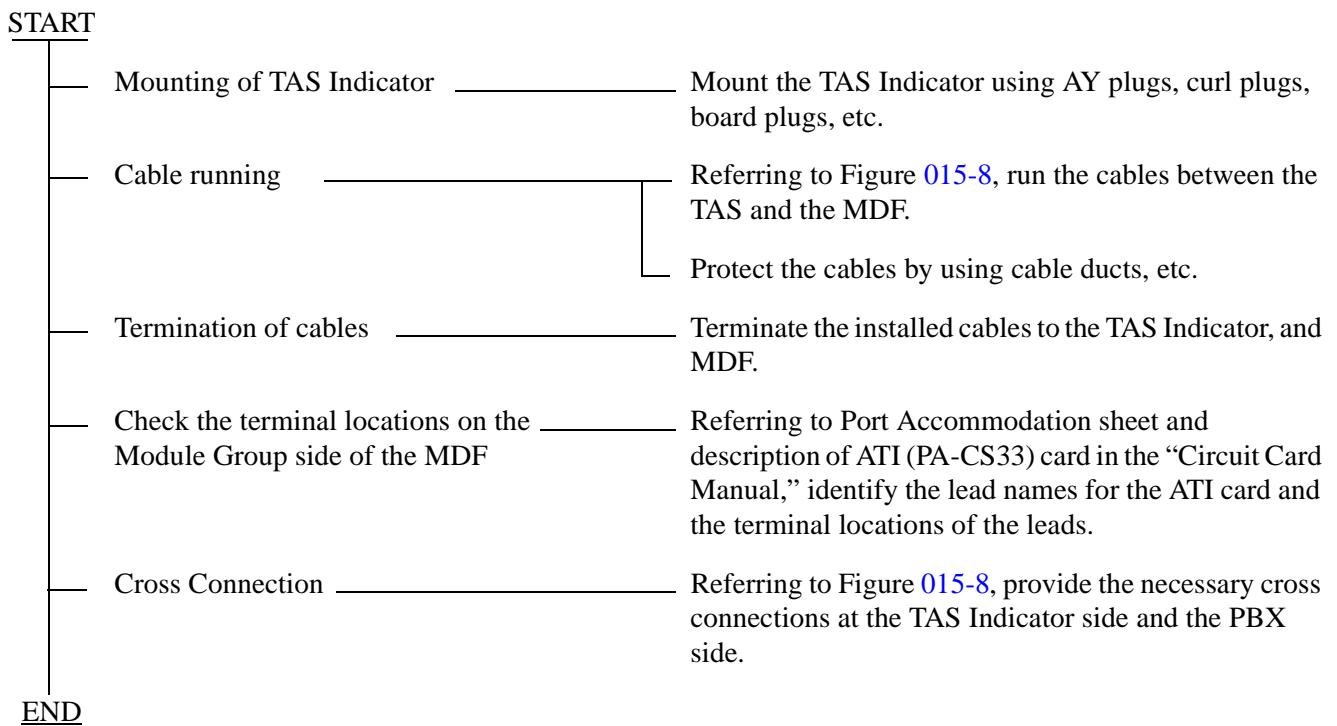 START
Mounting of TAS Indicator
Mount the TAS Indicator using AY plugs, curl plugs,
board plugs, etc.
Cable running
Referring to Figure 015-8, run the cables between the
TAS and the MDF.
Protect the cables by using cable ducts, etc.
Termination of cables
Terminate the installed cables to the TAS Indicator, and
MDF.
Check the terminal locations on the
Module Group side of the MDF
Referring to Port Accommodation sheet and
description of ATI (PA-CS33) card in the “Circuit Card
Manual,” identify the lead names for the ATI card and
the terminal locations of the leads.
Cross Connection
Referring to Figure 015-8, provide the necessary cross
connections at the TAS Indicator side and the PBX
side.
END